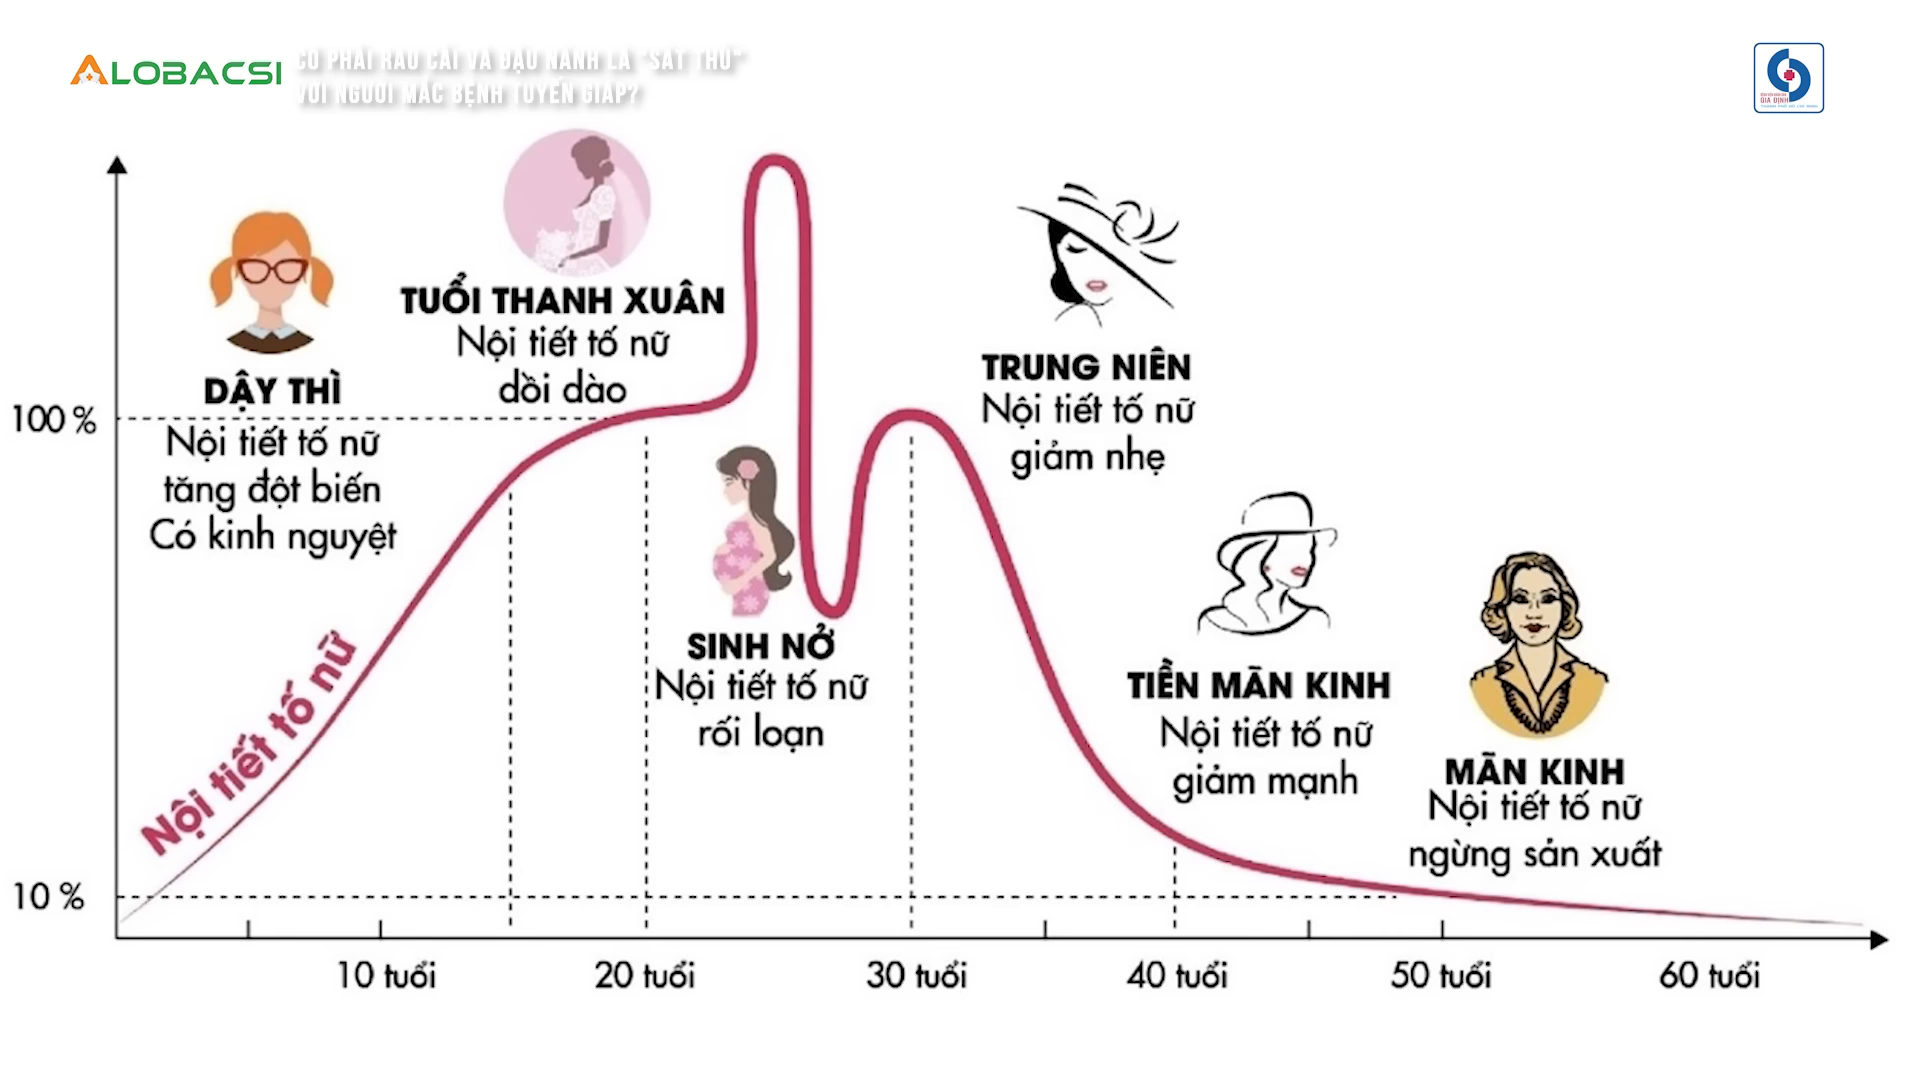 ALOBACSI
CÓ PHẢI RAU CẢI VÀ ĐẬU NÀNH LÀ "SÁT THỦ"
VỚI NGƯỜI MẮC BỆNH TUYẾN GIÁP?
GIA ĐỊNH
TUỔI THANH XUÂN
Nội tiết tố nữ
dồi dào
DẬY THÌ
Nội tiết tố nữ
tăng đột biến
Có kinh nguyệt
TRUNG NIÊN
Nội tiết tố nữ
giảm nhẹ
100 %
SINH NỞ
Nội tiết tố nữ
rối loạn
Nội tiết tố nữ
TIỀN MÃN KINH
Nội tiết tố nữ
giảm mạnh
MÃN KINH
Nội tiết tố nữ
ngừng sản xuất
10 %
10 tuổi
20 tuổi
30 tuổi
40 tuổi
50 tuổi
60 tuổi